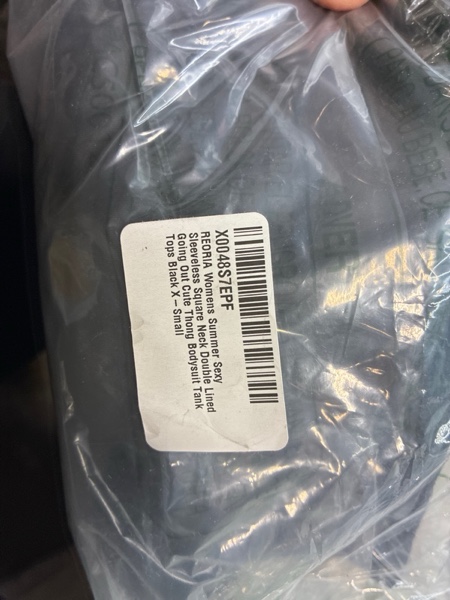 X0048S7EPF
REORIA Womens Summer Sexy
Sleeveless Square Neck Double Lined
Going Out Cute Thong Bodysuit Tank
Tops Black X-Small